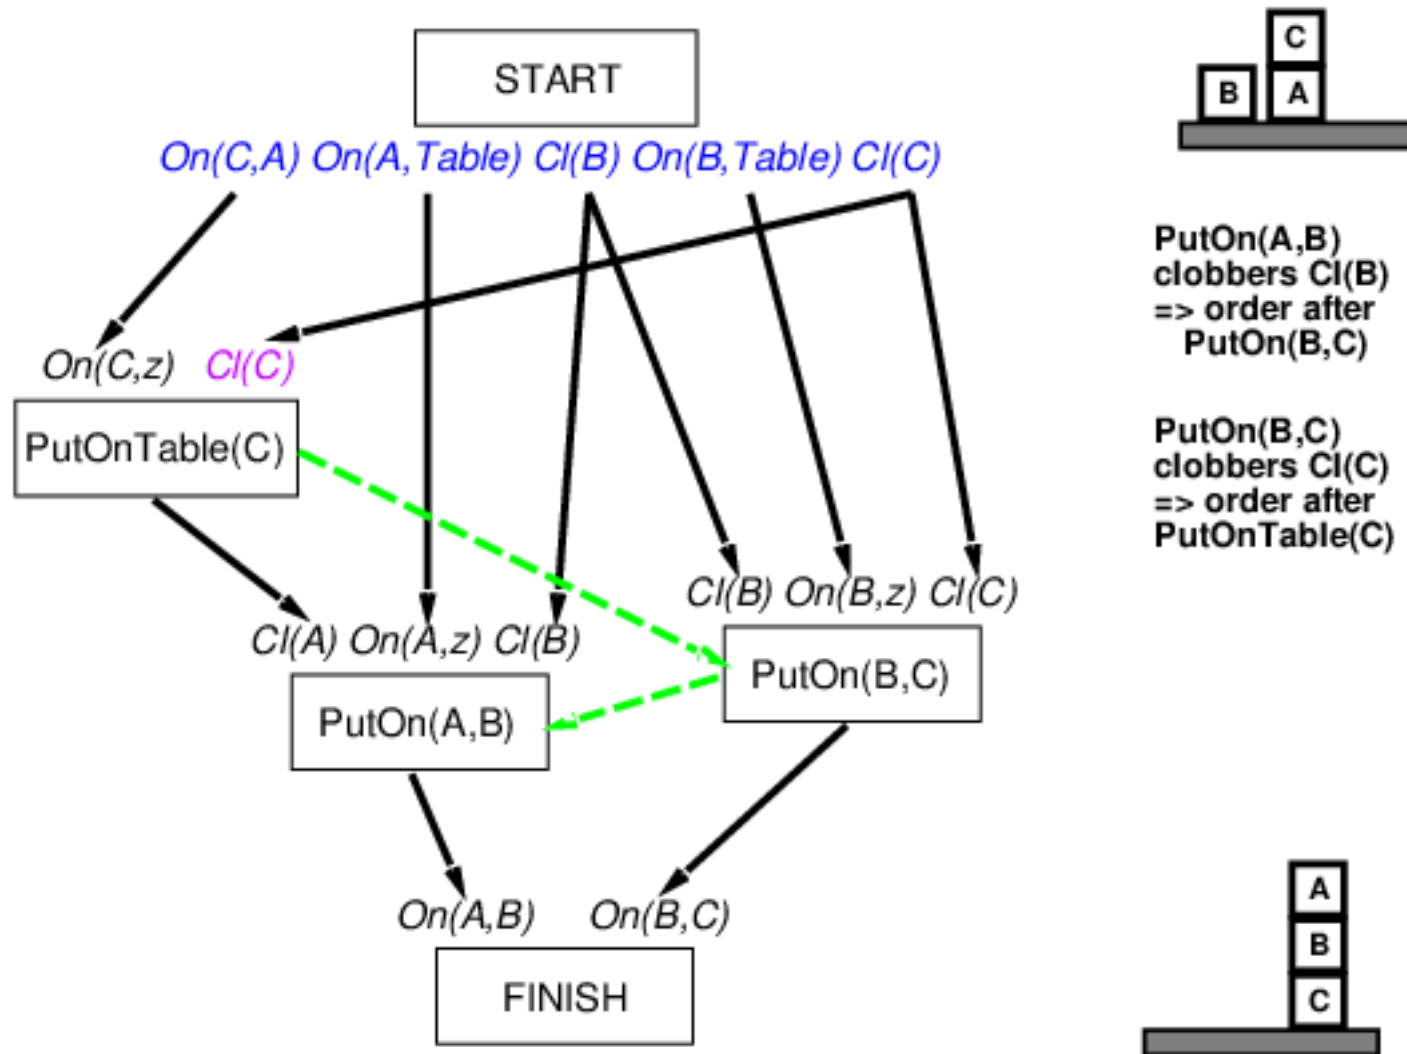 START
C
B A
On(C,A) On(A,Table) Cl(B) On(B,Table) Cl(C)
PutOn(A,B)
clobbers Cl(B)
=> order after
PutOn(B,C)
On(C,z) Cl(C)
PutOnTable(C)
PutOn(B,C)
clobbers Cl(C)
=> order after
PutOnTable(C)
Cl(B) On(B,z) Cl(C)
Cl(A) On(A,z) Cl(B)
PutOn(B,C)
PutOn(A,B)
On(A,B) On(B,C)
FINISH
A
B
C